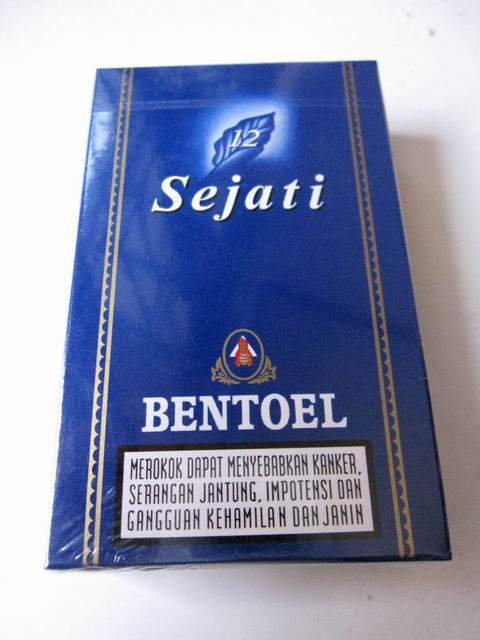 12
Sejati
BENTOEL
MEROKOK DAPAT MENYEBABKAN KANKER,
SERANGAN JANTUNG, IMPOTENSI DAN
GANGGUAN KEHAMILAN DAN JANIN